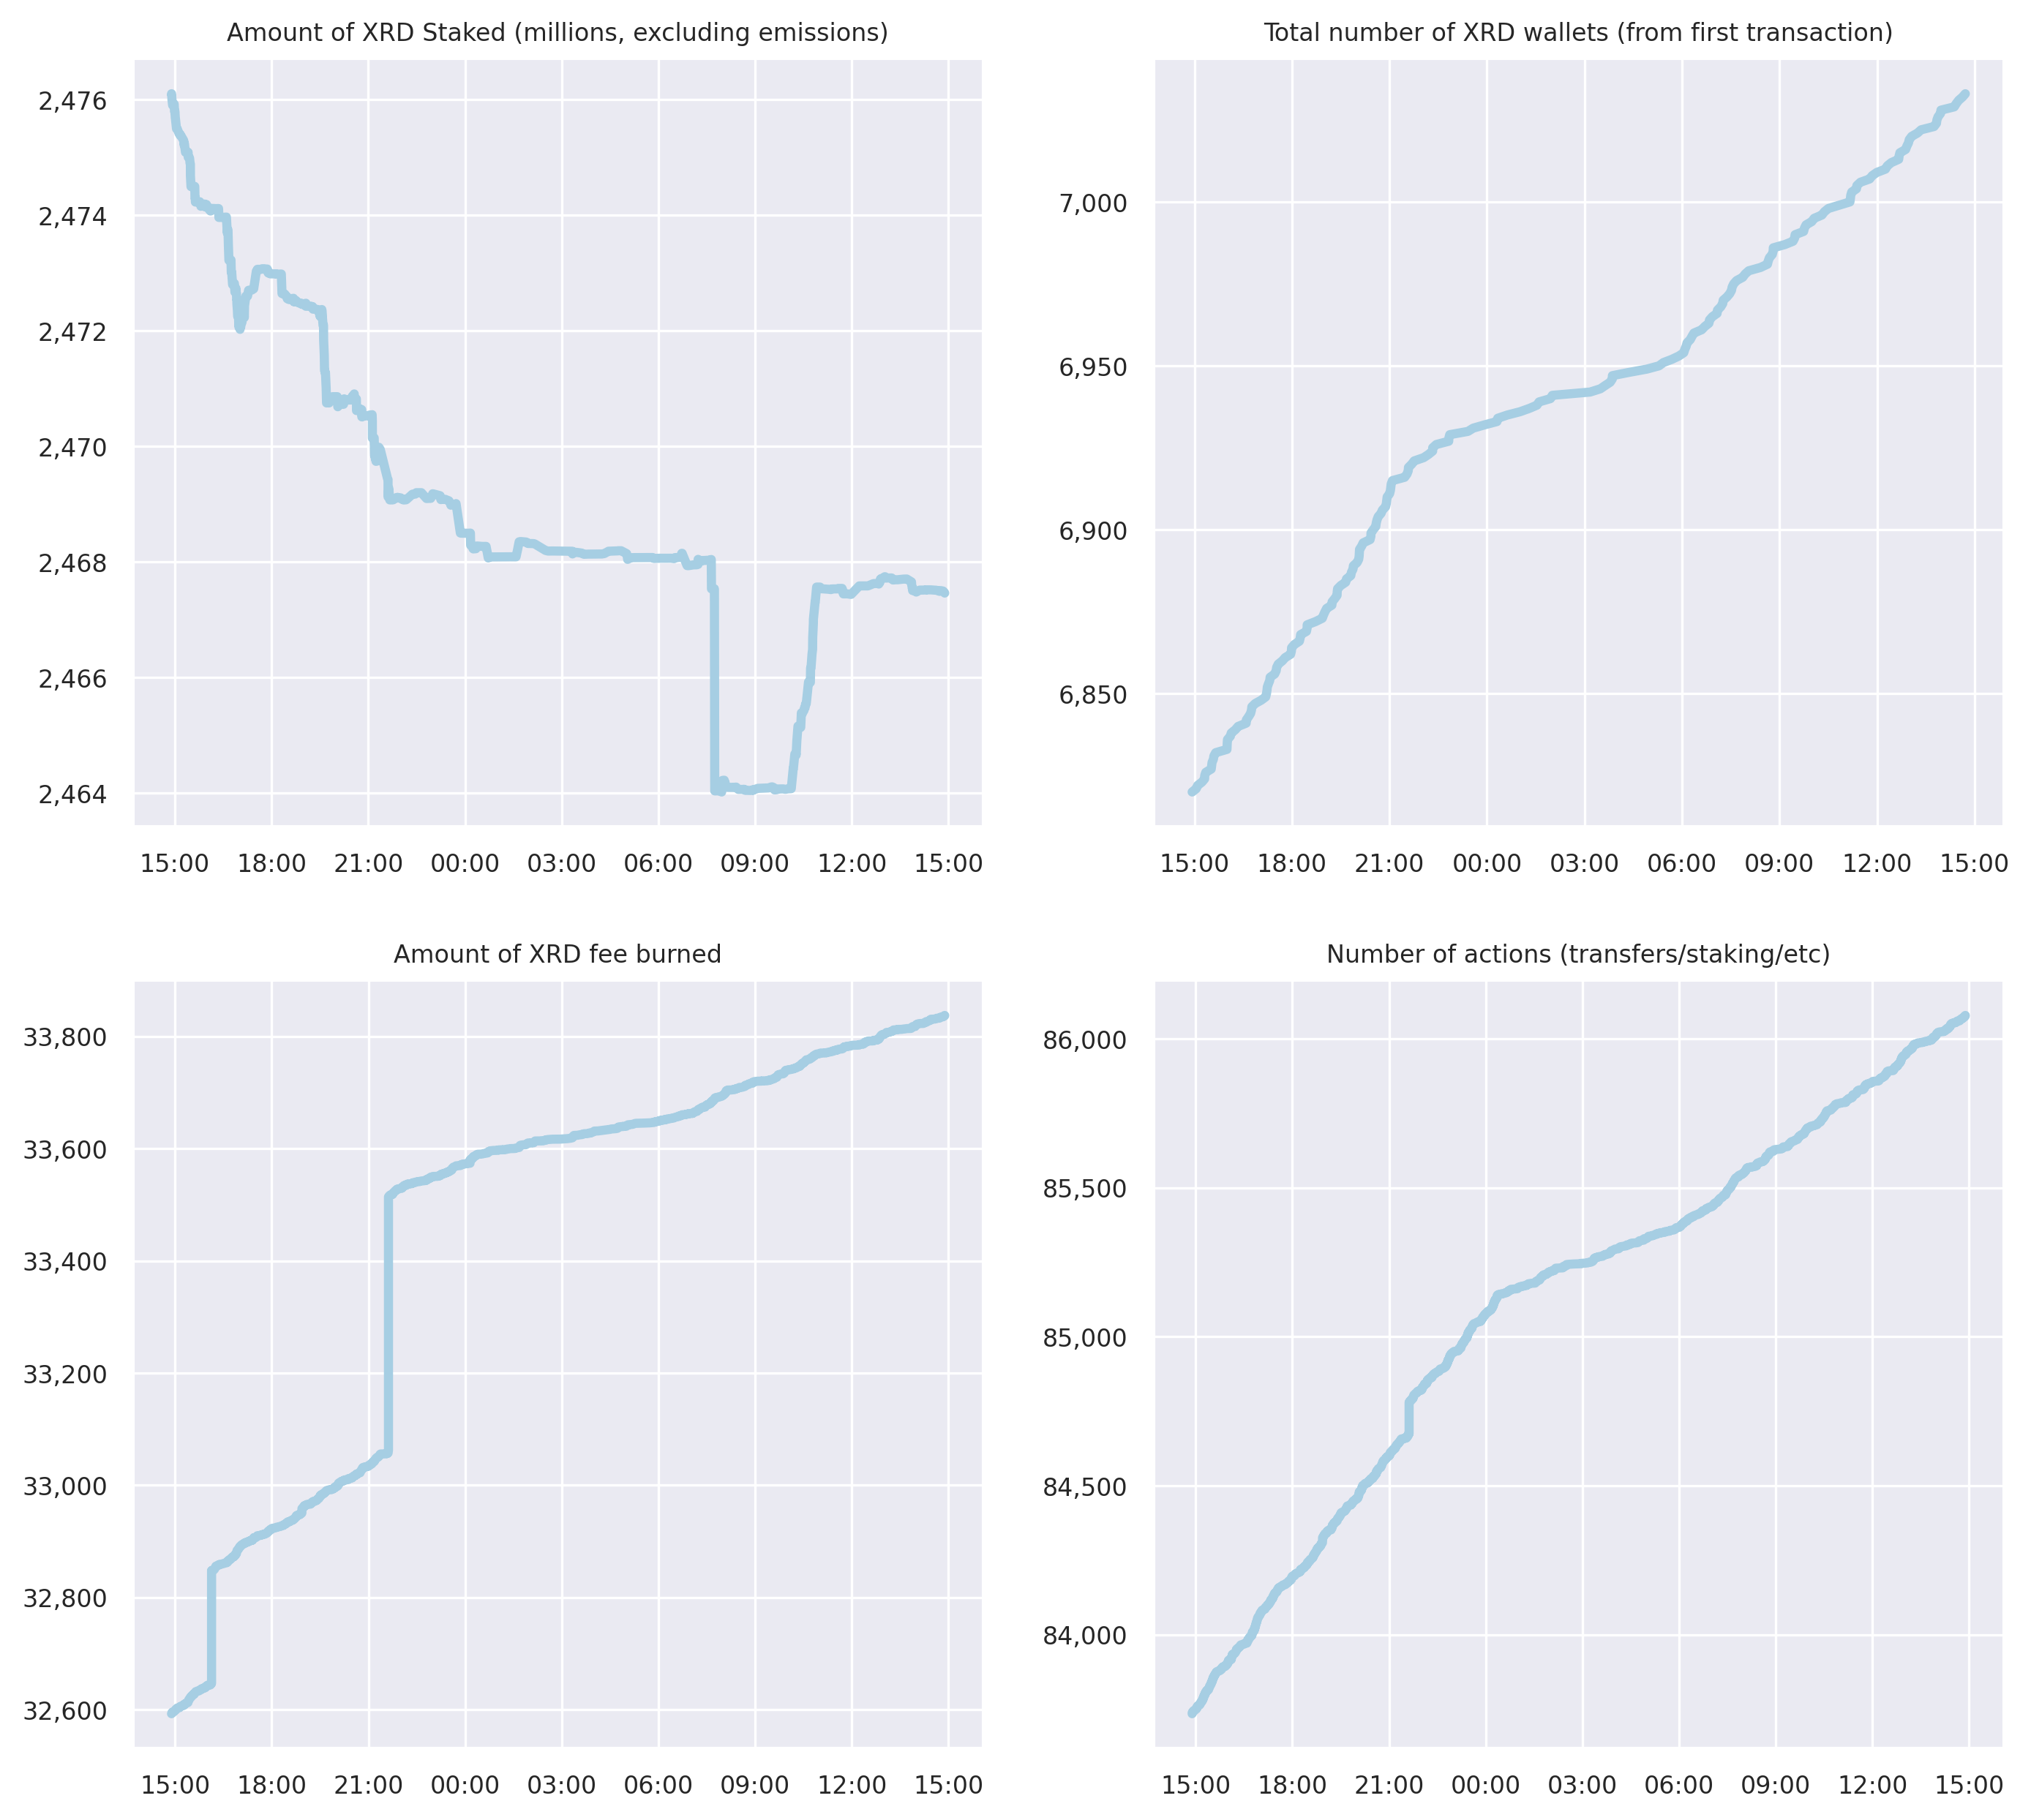 Amount of XRD Staked (millions, excluding emissions)
2,476
2,474
2,472
2,470
2,468
2,466
2,464
15:00 18:00 21:00 00:00 03:00 06:00 09:00 12:00 15:00
Total number of XRD wallets (from first transaction)
7,000
6,950
6,900
6,850
15:00 18:00 21:00 00:00 03:00 06:00 09:00 12:00 15:00
Amount of XRD fee burned
33,800
33,600
33,400
33,200
33,000
32,800
32,600
15:00 18:00 21:00 00:00 03:00 06:00 09:00 12:00 15:00
Number of actions (transfers/staking/etc)
86,000
85,500
85,000
84,500
84,000
15:00 18:00 21:00 00:00 03:00 06:00 09:00 12:00 15:00